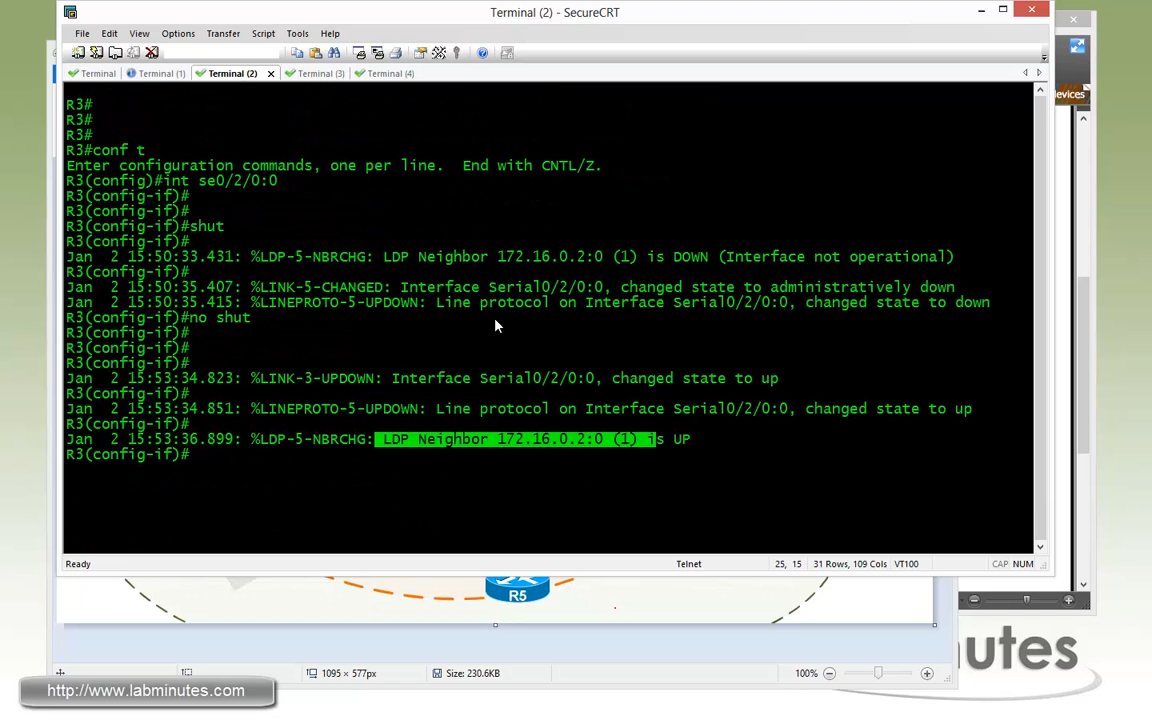 Terminal (2) - SecureCRT
File Edit View Options Transfer Script Tools Help
Terminal Terminal (1) Terminal (2) Terminal (3) Terminal (4)
R3#
R3#
R3#
R3#conf t
Enter configuration commands, one per line.  End with CNTL/Z.
R3(config)#int se0/2/0:0
R3(config-if)#
R3(config-if)#
R3(config-if)#shut
R3(config-if)#
Jan  2 15:50:33.431: %LDP-5-NBRCHG: LDP Neighbor 172.16.0.2:0 (1) is DOWN (Interface not operational)
R3(config-if)#
Jan  2 15:50:35.407: %LINK-5-CHANGED: Interface Serial0/2/0:0, changed state to administratively down
Jan  2 15:50:35.415: %LINEPROTO-5-UPDOWN: Line protocol on Interface Serial0/2/0:0, changed state to down
R3(config-if)#no shut
R3(config-if)#
R3(config-if)#
R3(config-if)#
Jan  2 15:53:34.823: %LINK-3-UPDOWN: Interface Serial0/2/0:0, changed state to up
R3(config-if)#
Jan  2 15:53:34.851: %LINEPROTO-5-UPDOWN: Line protocol on Interface Serial0/2/0:0, changed state to up
R3(config-if)#
Jan  2 15:53:36.899: %LDP-5-NBRCHG: LDP Neighbor 172.16.0.2:0 (1) is UP
R3(config-if)#
Ready Telnet 25, 15 31 Rows, 109 Cols VT100 CAP NUM
evices
R5
nutes
1095 × 577px Size: 230.6KB 100%
http://www.labminutes.com